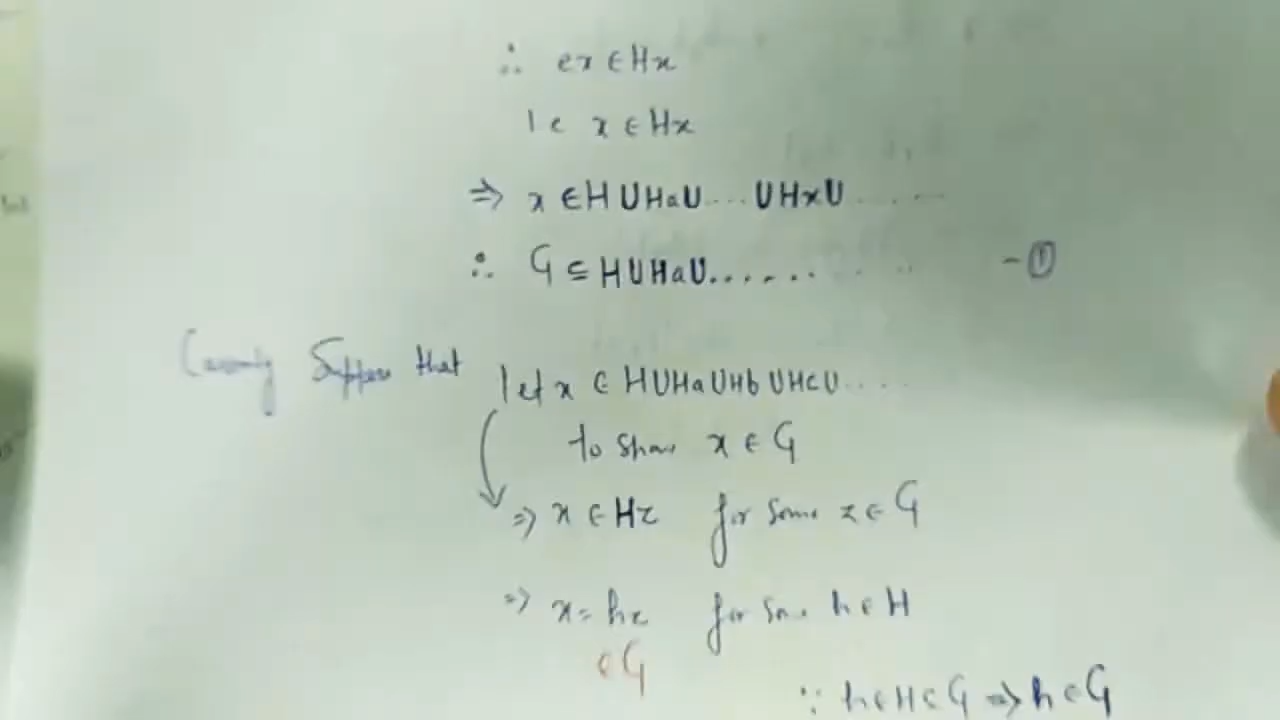 ∴ ex ∈ Hx
ie x ∈ Hx
⇒ x ∈ H U Ha U .... U Hx U ......
∴ G ⊆ H U Ha U ....... -①
Suppose that let x ∈ H U Ha U Hb U Hc U ....
to show x ∈ G
⇒ x ∈ Hz for some z ∈ G
⇒ x = hz for some h ∈ H
∈ G
∵ h ∈ H ⊆ G ⇒ h ∈ G